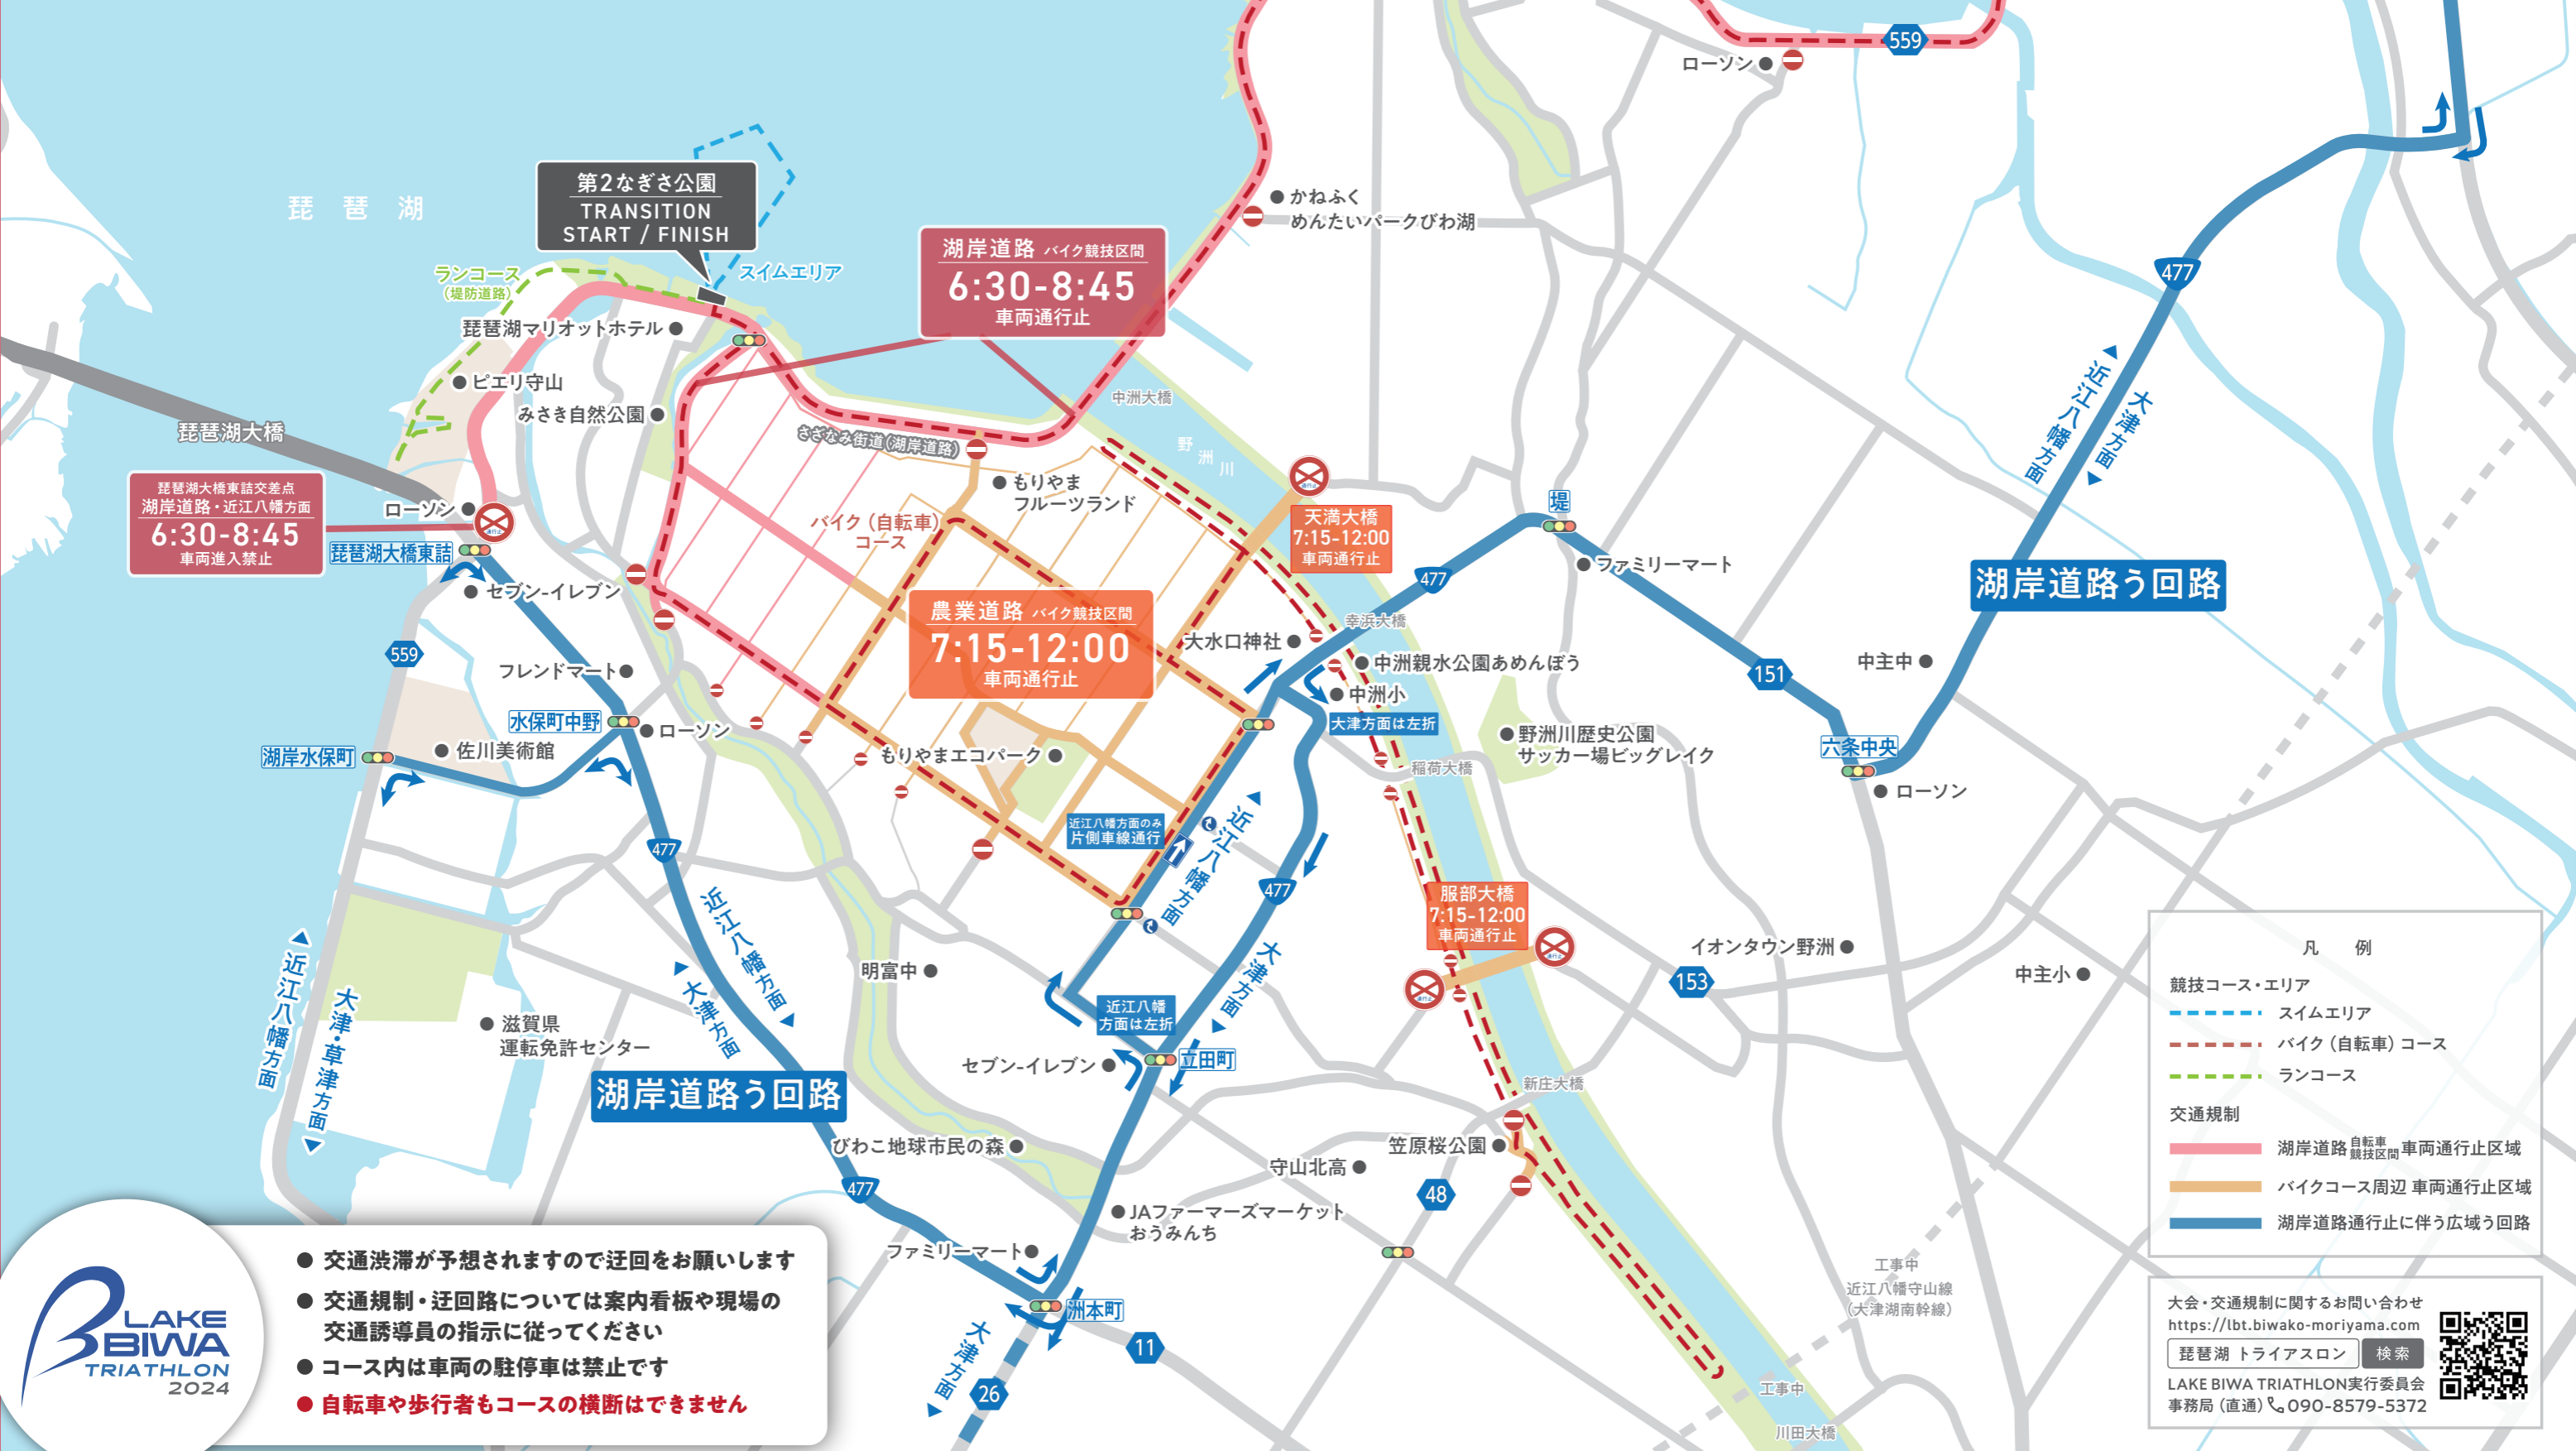 559
ローソン
琵琶湖
第2なぎさ公園
TRANSITION
START / FINISH
かねふく
めんたいパークびわ湖
湖岸道路 バイク競技区間
6:30-8:45
車両通行止
スイムエリア
ランコース
(堤防道路)
477
琵琶湖マリオットホテル
近江八幡方面
大津方面
ピエリ守山
中洲大橋
みさき自然公園
琵琶湖大橋
さざなみ街道(湖岸道路)
野洲川
もりやま
フルーツランド
琵琶湖大橋東詰交差点
湖岸道路・近江八幡方面
6:30-8:45
車両進入禁止
ローソン
バイク(自転車)
コース
天満大橋
7:15-12:00
車両通行止
堤
琵琶湖大橋東詰
ファミリーマート
477
湖岸道路う回路
セブン-イレブン
農業道路 バイク競技区間
7:15-12:00
車両通行止
幸浜大橋
大水口神社
559
フレンドマート
中洲親水公園あめんぼう
中主中
151
中洲小
水保町中野
ローソン
大津方面は左折
野洲川歴史公園
サッカー場ビッグレイク
六条中央
湖岸水保町
佐川美術館
もりやまエコパーク
稲荷大橋
ローソン
近江八幡方面のみ
片側車線通行
近江八幡方面
477
477
服部大橋
7:15-12:00
車両通行止
近江八幡方面
大津方面
大津方面
イオンタウン野洲
153
中主小
明富中
近江八幡方面
大津・草津方面
近江八幡
方面は左折
滋賀県
運転免許センター
セブン-イレブン
立田町
湖岸道路う回路
新庄大橋
びわこ地球市民の森
笠原桜公園
守山北高
477
48
JAファーマーズマーケット
おうみんち
ファミリーマート
洲本町
11
大津方面
26
工事中
近江八幡守山線
(大津湖南幹線)
工事中
川田大橋
凡例
競技コース・エリア
スイムエリア
バイク(自転車)コース
ランコース
交通規制
湖岸道路 自転車競技区間 車両通行止区域
バイクコース周辺 車両通行止区域
湖岸道路通行止に伴う広域う回路
LAKE
BIWA
TRIATHLON
2024
● 交通渋滞が予想されますので迂回をお願いします
● 交通規制・迂回路については案内看板や現場の
交通誘導員の指示に従ってください
● コース内は車両の駐停車は禁止です
● 自転車や歩行者もコースの横断はできません
大会・交通規制に関するお問い合わせ
https://lbt.biwako-moriyama.com
琵琶湖 トライアスロン 検索
LAKE BIWA TRIATHLON実行委員会
事務局(直通) 090-8579-5372